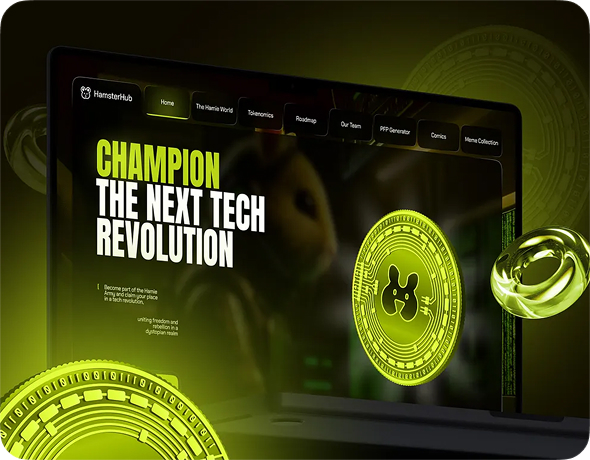 HamsterHub
Home
The Hamie World
Tokenomics
Roadmap
Our Team
PFP Generator
Comics
Meme Collection
CHAMPION
THE NEXT TECH
REVOLUTION
Become part of the Hamie
Army and claim your place
in a tech revolution,
uniting freedom and
rebellion in a
dystopian realm